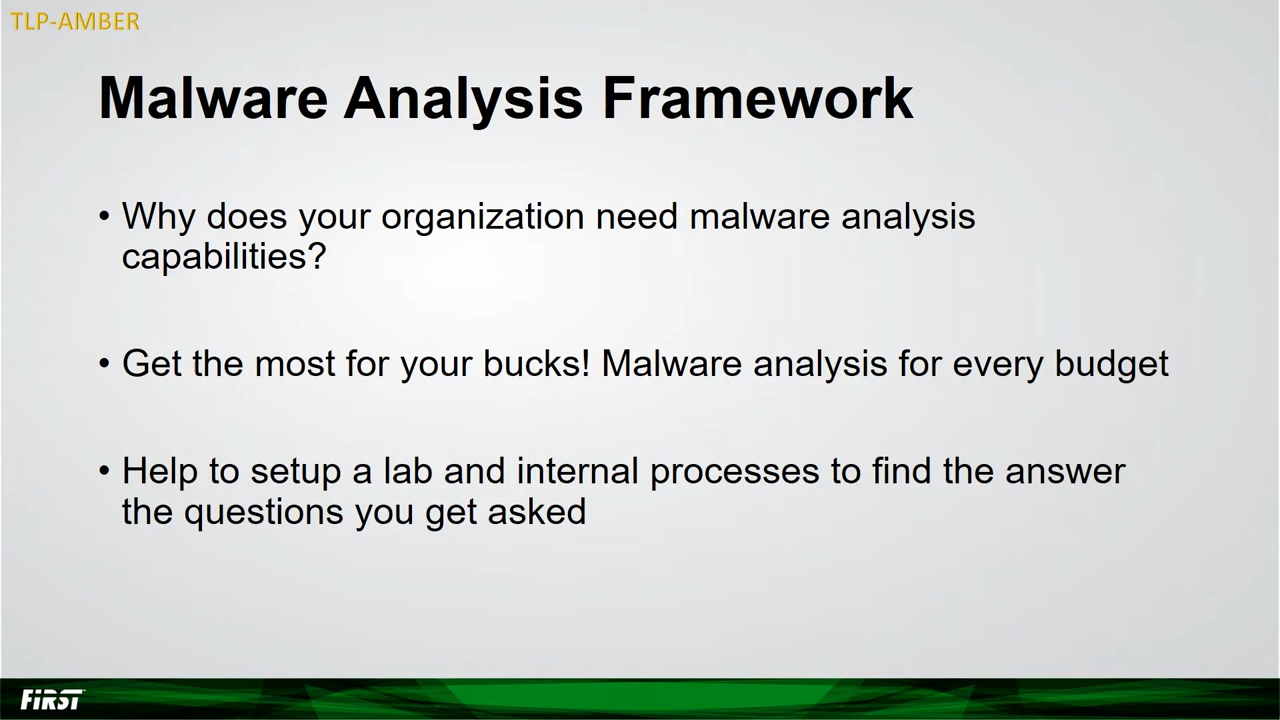 TLP-AMBER
Malware Analysis Framework
• Why does your organization need malware analysis
capabilities?
• Get the most for your bucks! Malware analysis for every budget
• Help to setup a lab and internal processes to find the answer
the questions you get asked
FiRST